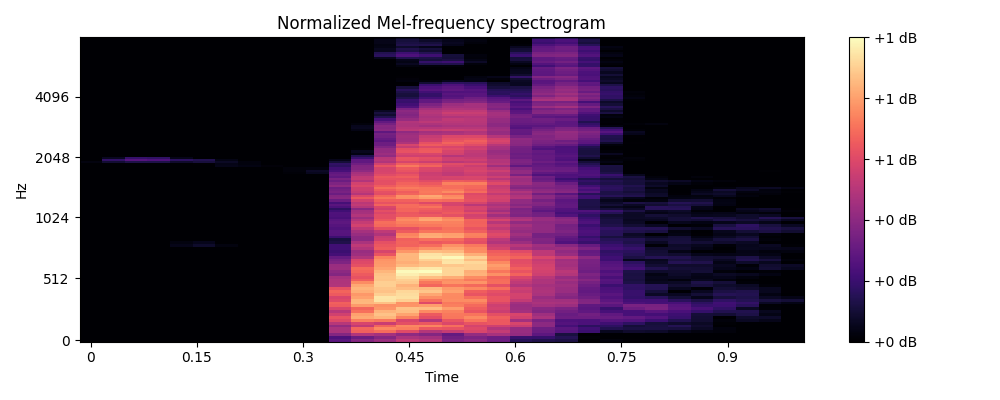 Normalized Mel-frequency spectrogram
Hz
4096
2048
1024
512
0
0 0.15 0.3 0.45 0.6 0.75 0.9
Time
+1 dB
+1 dB
+1 dB
+0 dB
+0 dB
+0 dB